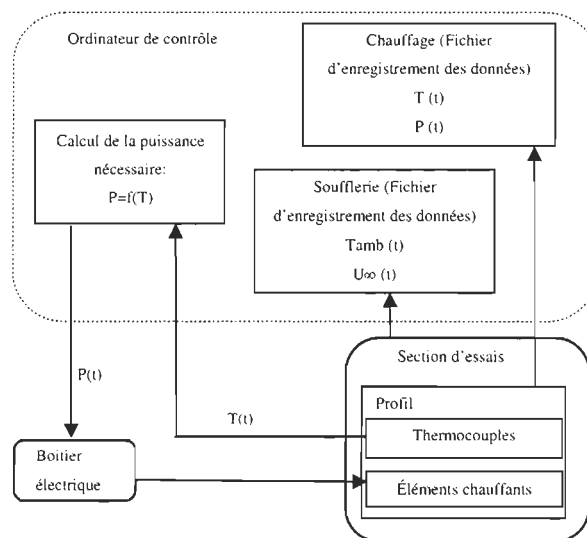 Ordinateur de contrôle
Chauffage (Fichier
d'enregistrement des données)
T (t)
P (t)
Calcul de la puissance
nécessaire:
P=f(T)
Soufflerie (Fichier
d'enregistrement des données)
Tamb (t)
U∞ (t)
Section d'essais
P(t)
T(t)
Profil
Thermocouples
Boitier
électrique
Éléments chauffants